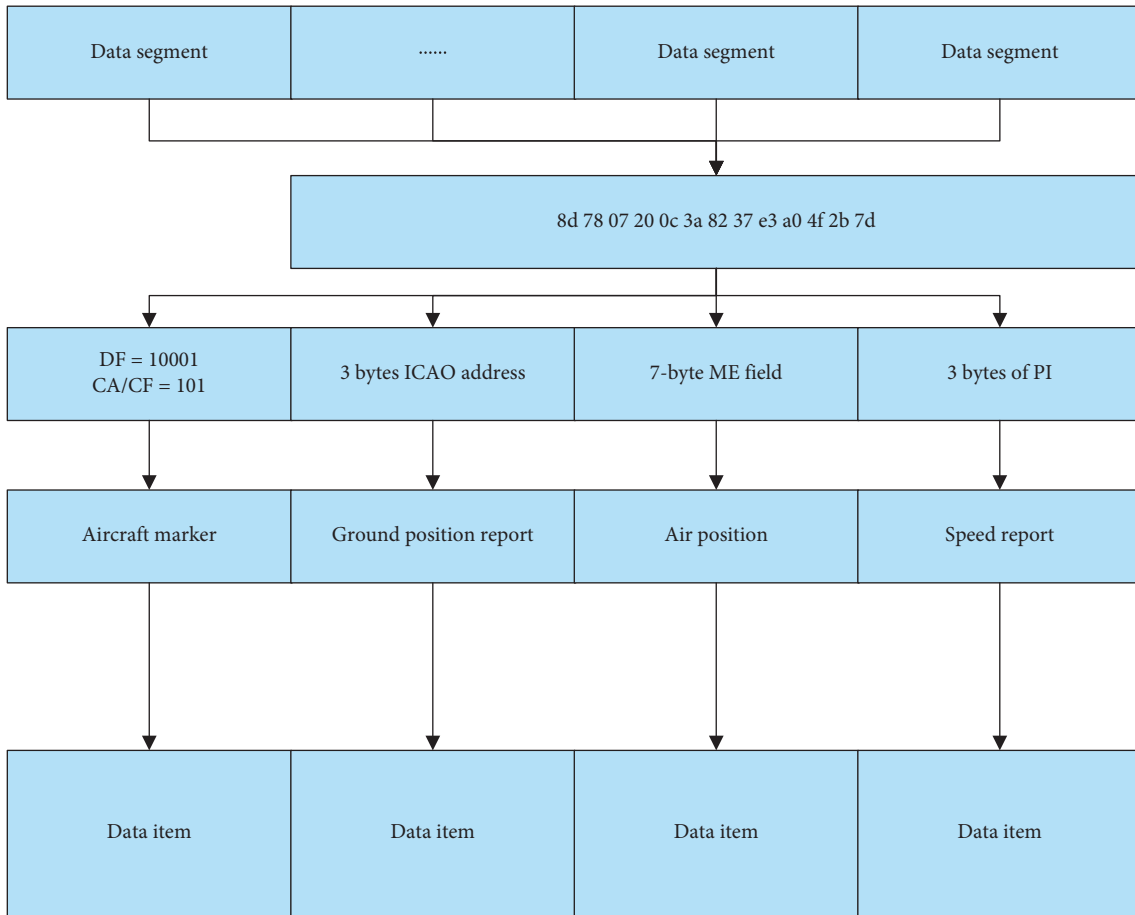 Data segment
......
Data segment
Data segment
8d 78 07 20 0c 3a 82 37 e3 a0 4f 2b 7d
DF = 10001
CA/CF = 101
3 bytes ICAO address
7-byte ME field
3 bytes of PI
Aircraft marker
Ground position report
Air position
Speed report
Data item
Data item
Data item
Data item